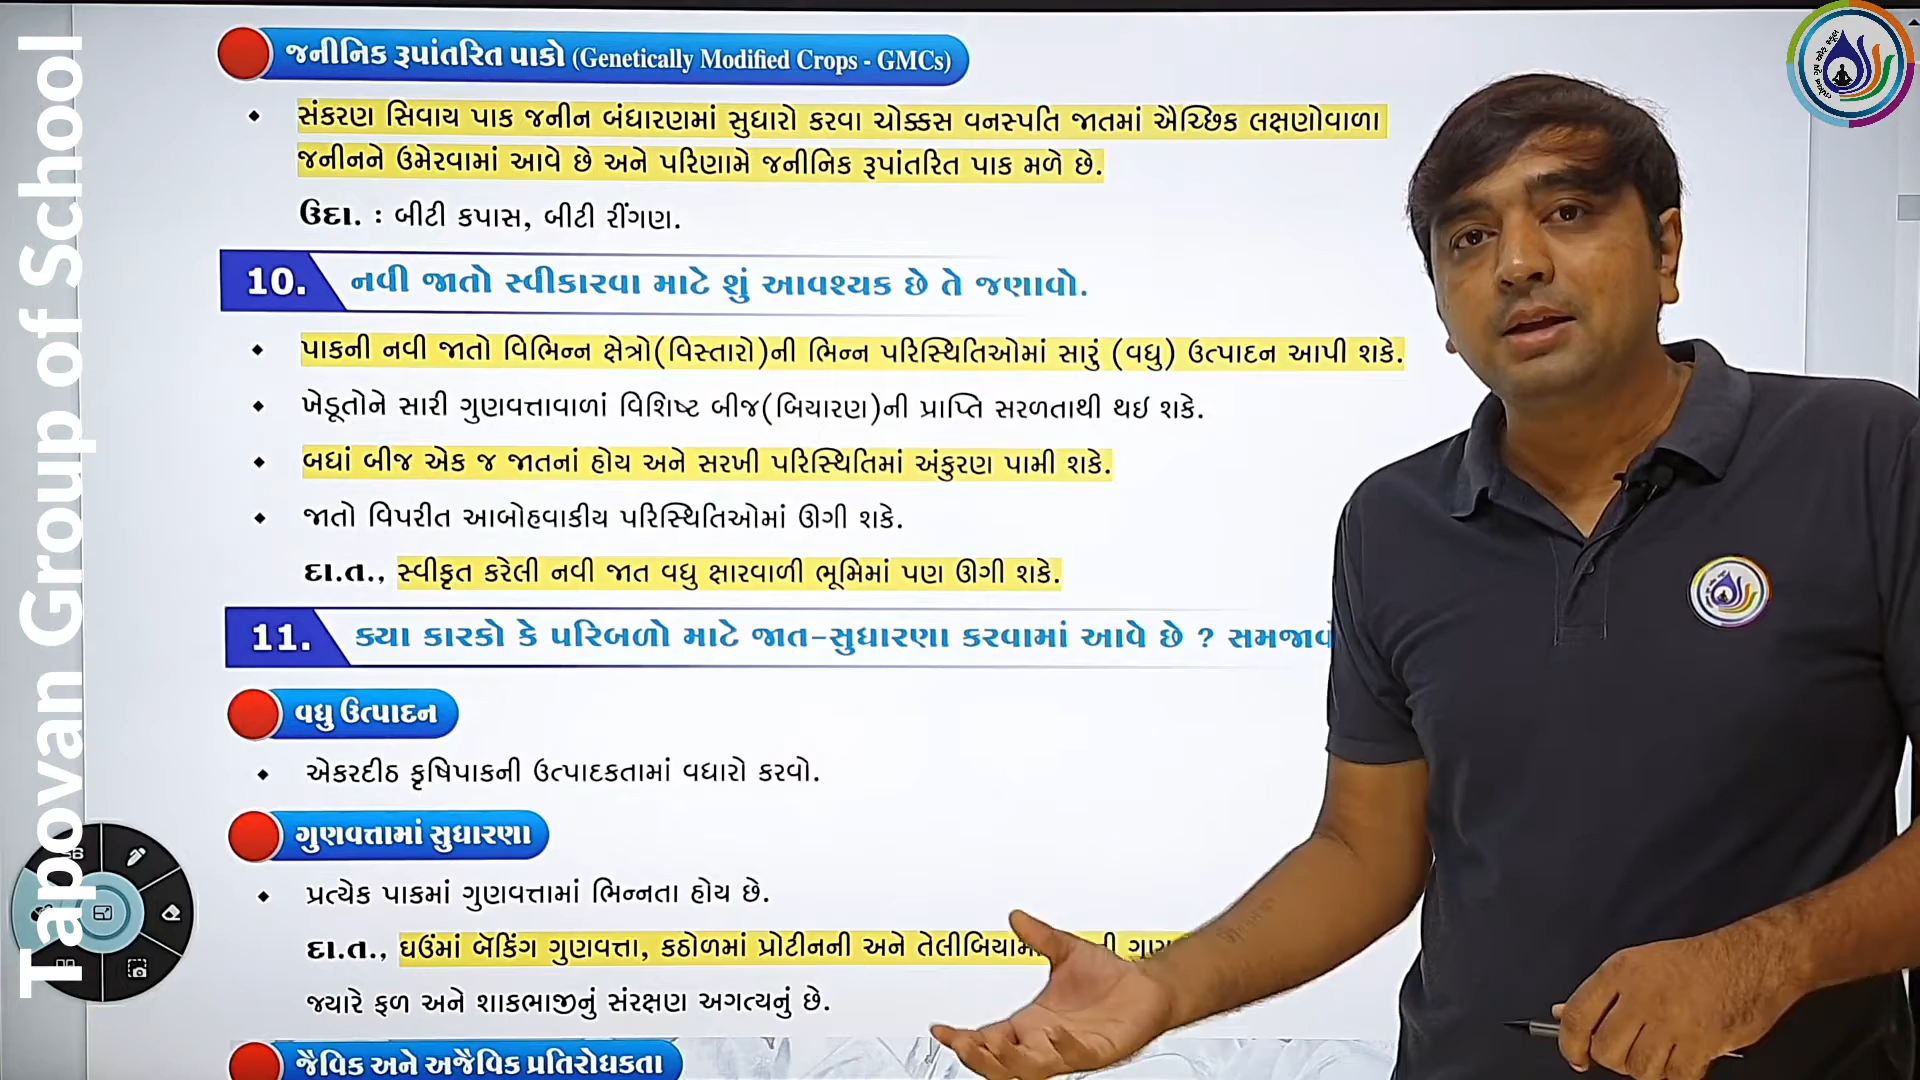 Tapovan Group of School
જનીનિક રૂપાંતરિત પાકો (Genetically Modified Crops - GMCs)
સંકરણ સિવાય પાક જનીન બંધારણમાં સુધારો કરવા ચોક્કસ વનસ્પતિ જાતમાં ઐચ્છિક લક્ષણોવાળા
જનીનને ઉમેરવામાં આવે છે અને પરિણામે જનીનિક રૂપાંતરિત પાક મળે છે.
ઉદા. : બીટી કપાસ, બીટી રીંગણ.
10. નવી જાતો સ્વીકારવા માટે શું આવશ્યક છે તે જણાવો.
પાકની નવી જાતો વિભિન્ન ક્ષેત્રો(વિસ્તારો)ની ભિન્ન પરિસ્થિતિઓમાં સારું (વધુ) ઉત્પાદન આપી શકે.
ખેડૂતોને સારી ગુણવત્તાવાળાં વિશિષ્ટ બીજ(બિયારણ)ની પ્રાપ્તિ સરળતાથી થઇ શકે.
બધાં બીજ એક જ જાતનાં હોય અને સરખી પરિસ્થિતિમાં અંકુરણ પામી શકે.
જાતો વિપરીત આબોહવાકીય પરિસ્થિતિઓમાં ઊગી શકે.
દા.ત., સ્વીકૃત કરેલી નવી જાત વધુ ક્ષારવાળી ભૂમિમાં પણ ઊગી શકે.
11. ક્યા કારકો કે પરિબળો માટે જાત-સુધારણા કરવામાં આવે છે ?
વધુ ઉત્પાદન
એકરદીઠ કૃષિપાકની ઉત્પાદકતામાં વધારો કરવો.
ગુણવત્તામાં સુધારણા
પ્રત્યેક પાકમાં ગુણવત્તામાં ભિન્નતા હોય છે.
દા.ત., ઘઉંમાં બૅકિંગ ગુણવત્તા, કઠોળમાં પ્રોટીનની અને
જ્યારે ફળ અને શાકભાજીનું સંરક્ષણ અગત્યનું છે.
જૈવિક અને અજૈવિક પ્રતિરોધકતા